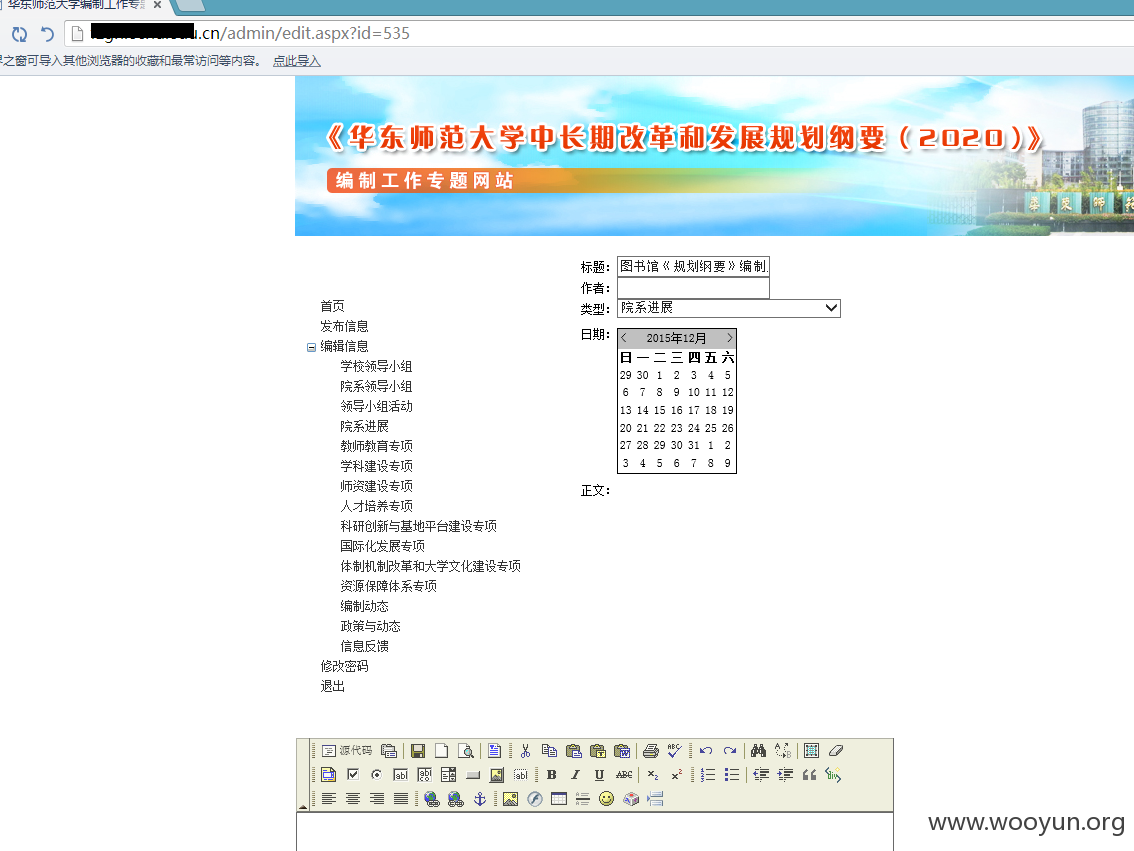 华东师范大学编制工作专题
.cn/admin/edit.aspx?id=535
界之窗可导入其他浏览器的收藏和最常访问等内容。 点此导入
《华东师范大学中长期改革和发展规划纲要（2020）》
编制工作专题网站
标题： 图书馆《规划纲要》编制
作者：
类型： 院系进展
日期： 2015年12月
日 一 二 三 四 五 六
29 30 1 2 3 4 5
6 7 8 9 10 11 12
13 14 15 16 17 18 19
20 21 22 23 24 25 26
27 28 29 30 31 1 2
3 4 5 6 7 8 9
正文：
首页
发布信息
编辑信息
学校领导小组
院系领导小组
领导小组活动
院系进展
教师教育专项
学科建设专项
师资建设专项
人才培养专项
科研创新与基地平台建设专项
国际化发展专项
体制机制改革和大学文化建设专项
资源保障体系专项
编制动态
政策与动态
信息反馈
修改密码
退出
源代码
www.wooyun.org